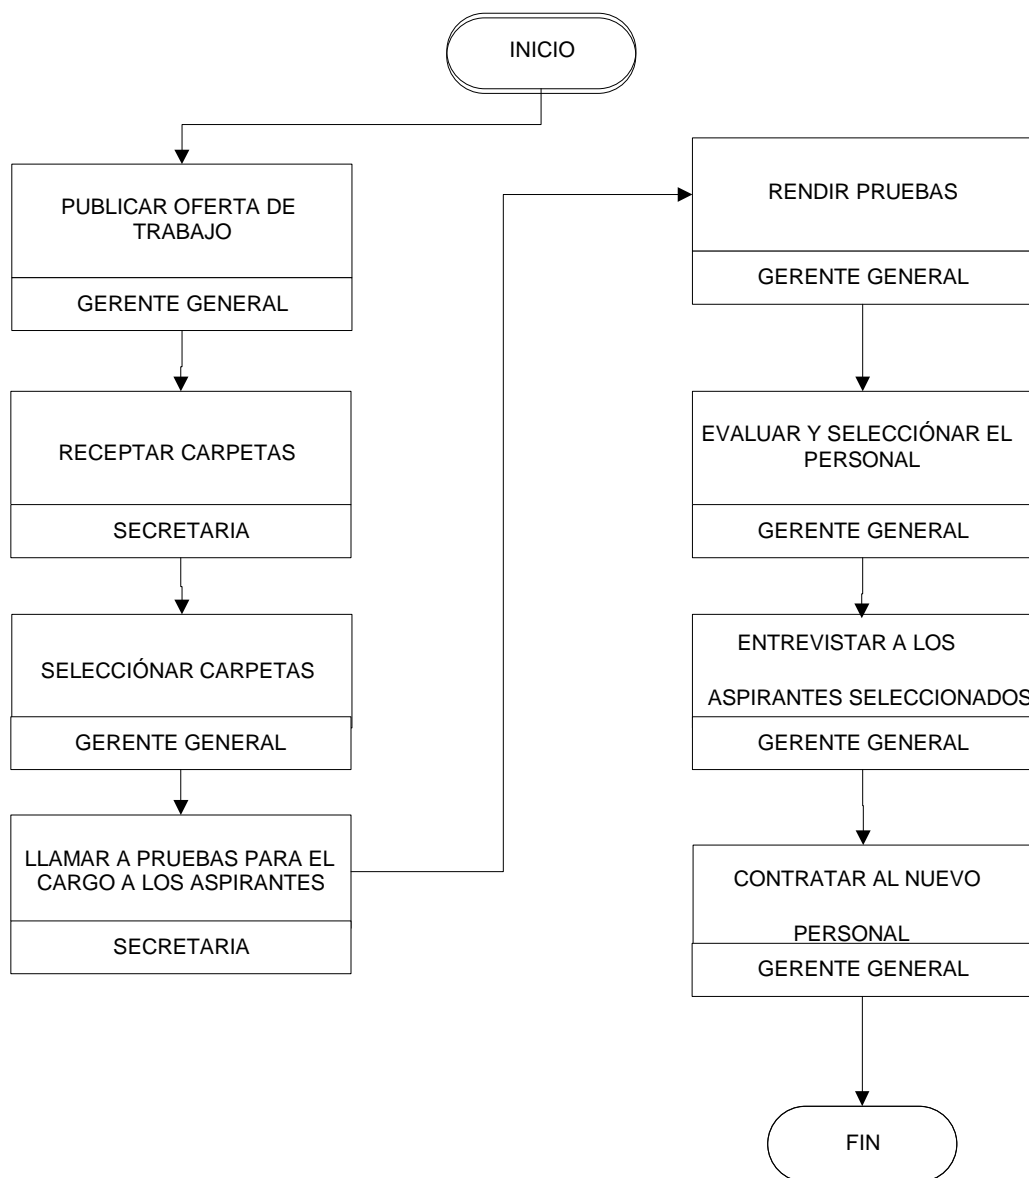 INICIO
PUBLICAR OFERTA DE
TRABAJO
GERENTE GENERAL
RECEPTAR CARPETAS
SECRETARIA
SELECCIÓNAR CARPETAS
GERENTE GENERAL
LLAMAR A PRUEBAS PARA EL
CARGO A LOS ASPIRANTES
SECRETARIA
RENDIR PRUEBAS
GERENTE GENERAL
EVALUAR Y SELECCIÓNAR EL
PERSONAL
GERENTE GENERAL
ENTREVISTAR A LOS
ASPIRANTES SELECCIONADOS
GERENTE GENERAL
CONTRATAR AL NUEVO
PERSONAL
GERENTE GENERAL
FIN